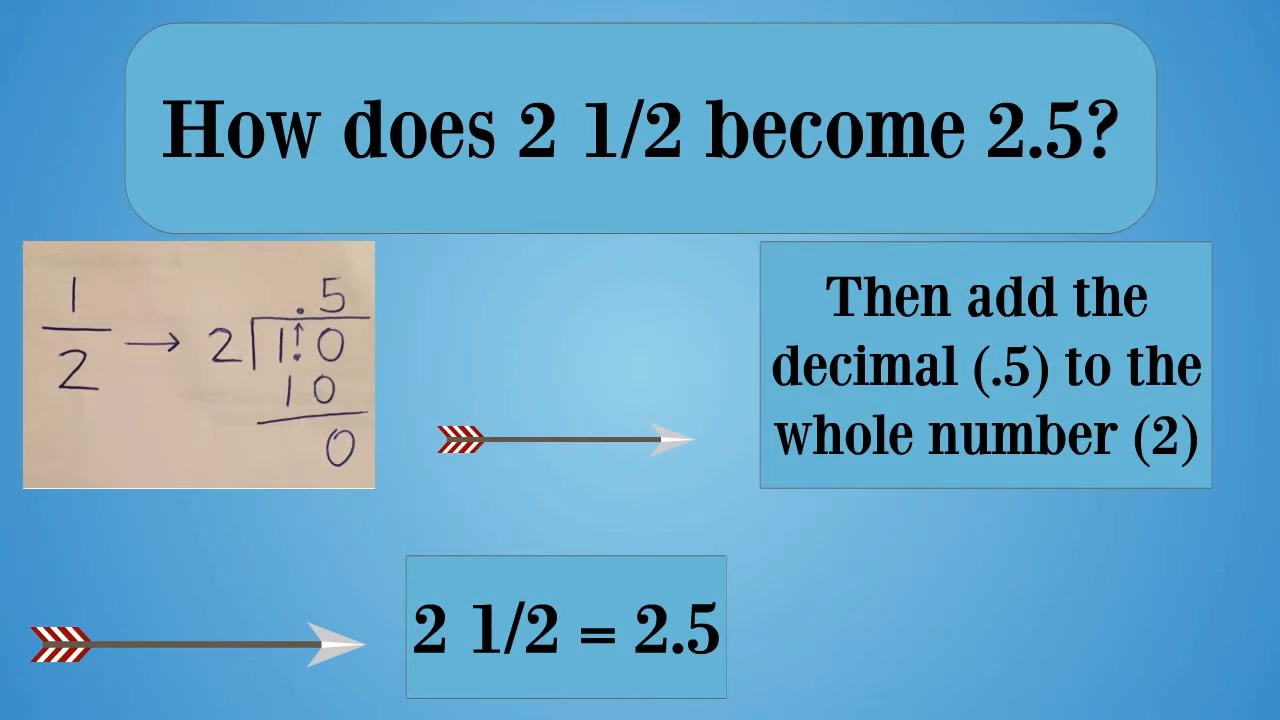 How does 2 1/2 become 2.5?
1
2
→
.5
2 1.0
10
0
Then add the
decimal (.5) to the
whole number (2)
2 1/2 = 2.5